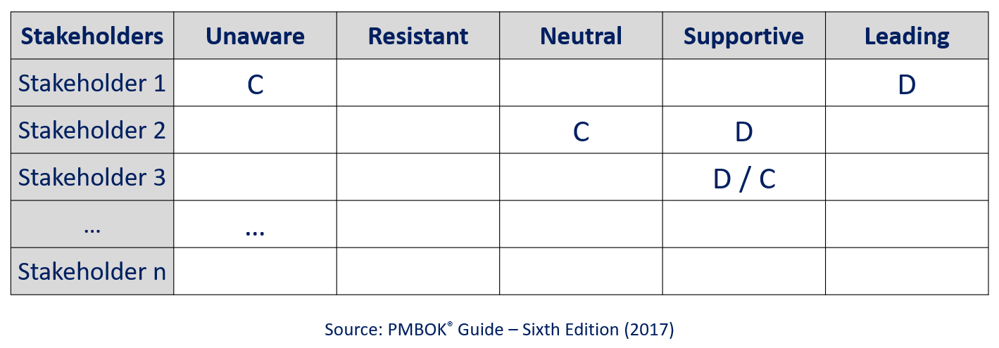 Stakeholders Unaware Resistant Neutral Supportive Leading
Stakeholder 1 C D
Stakeholder 2 C D
Stakeholder 3 D / C
... ...
Stakeholder n
Source: PMBOK® Guide – Sixth Edition (2017)